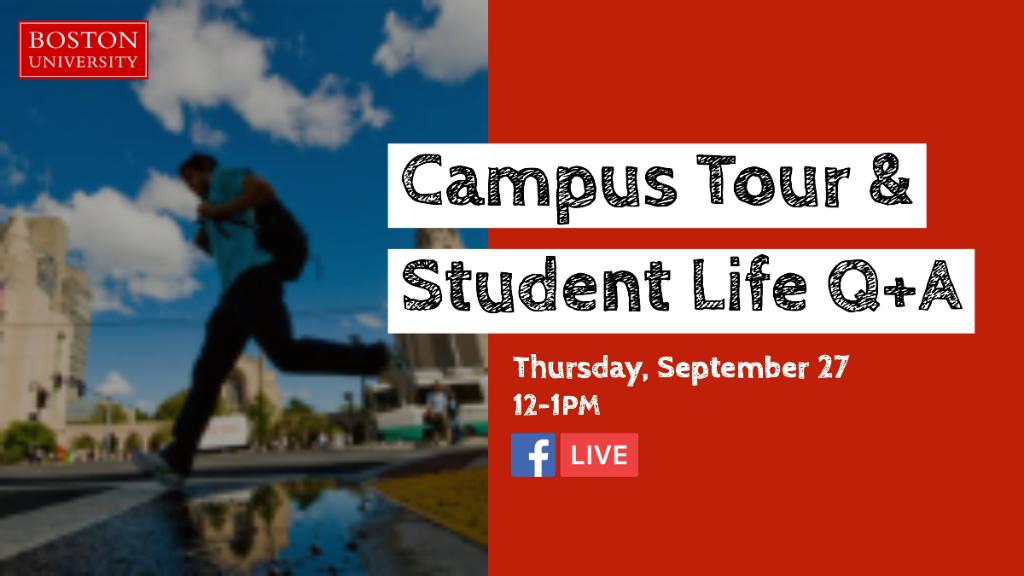 BOSTON
UNIVERSITY
Campus Tour &
Student Life Q+A
Thursday, September 27
12-1PM
f LIVE